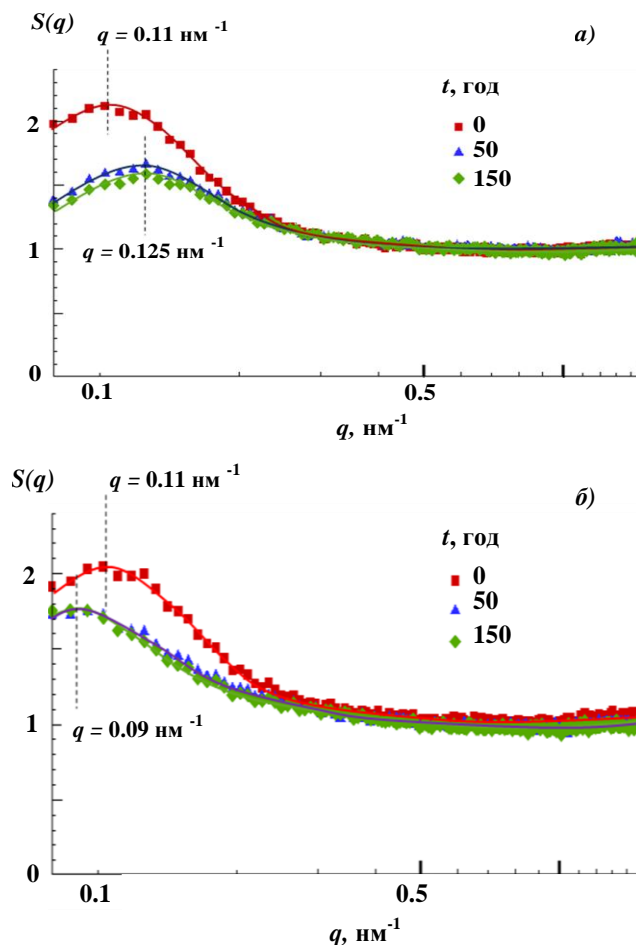 S(q)
q = 0.11 нм -1
а)
t, год
0
50
150
2
1
0
q = 0.125 нм -1
0.1
0.5
q, нм-1
S(q)
q = 0.11 нм -1
б)
t, год
0
50
150
2
1
0
q = 0.09 нм -1
0.1
0.5
q, нм-1